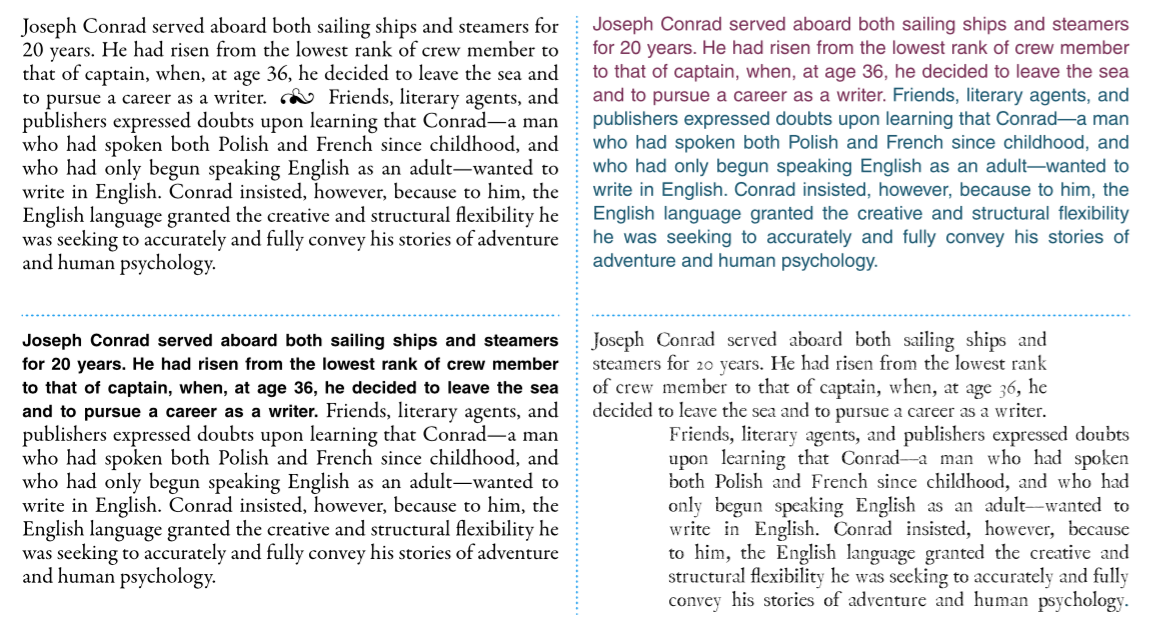 Joseph Conrad served aboard both sailing ships and steamers for
20 years. He had risen from the lowest rank of crew member to
that of captain, when, at age 36, he decided to leave the sea and
to pursue a career as a writer. Friends, literary agents, and
publishers expressed doubts upon learning that Conrad—a man
who had spoken both Polish and French since childhood, and
who had only begun speaking English as an adult—wanted to
write in English. Conrad insisted, however, because to him, the
English language granted the creative and structural flexibility he
was seeking to accurately and fully convey his stories of adventure
and human psychology.
Joseph Conrad served aboard both sailing ships and steamers
for 20 years. He had risen from the lowest rank of crew member
to that of captain, when, at age 36, he decided to leave the sea
and to pursue a career as a writer. Friends, literary agents, and
publishers expressed doubts upon learning that Conrad—a man
who had spoken both Polish and French since childhood, and
who had only begun speaking English as an adult—wanted to
write in English. Conrad insisted, however, because to him, the
English language granted the creative and structural flexibility
he was seeking to accurately and fully convey his stories of
adventure and human psychology.
Joseph Conrad served aboard both sailing ships and steamers
for 20 years. He had risen from the lowest rank of crew member
to that of captain, when, at age 36, he decided to leave the sea
and to pursue a career as a writer. Friends, literary agents, and
publishers expressed doubts upon learning that Conrad—a man
who had spoken both Polish and French since childhood, and
who had only begun speaking English as an adult—wanted to
write in English. Conrad insisted, however, because to him, the
English language granted the creative and structural flexibility he
was seeking to accurately and fully convey his stories of adventure
and human psychology.
Joseph Conrad served aboard both sailing ships and
steamers for 20 years. He had risen from the lowest rank
of crew member to that of captain, when, at age 36, he
decided to leave the sea and to pursue a career as a writer.
Friends, literary agents, and publishers expressed doubts
upon learning that Conrad—a man who had spoken
both Polish and French since childhood, and who had
only begun speaking English as an adult—wanted to
write in English. Conrad insisted, however, because
to him, the English language granted the creative and
structural flexibility he was seeking to accurately and fully
convey his stories of adventure and human psychology.